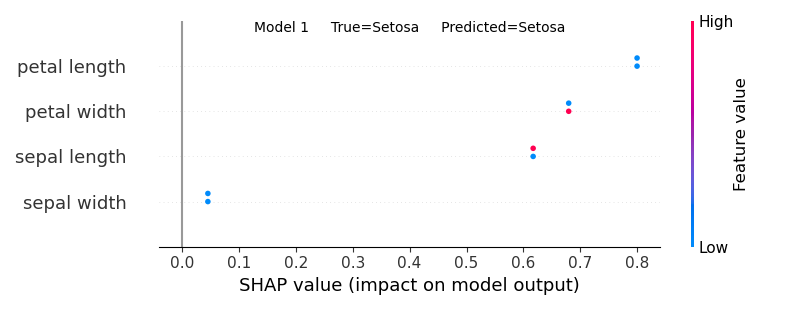 Model 1 True=Setosa Predicted=Setosa
High
petal length
petal width
sepal length
sepal width
Feature value
Low
0.0 0.1 0.2 0.3 0.4 0.5 0.6 0.7 0.8
SHAP value (impact on model output)